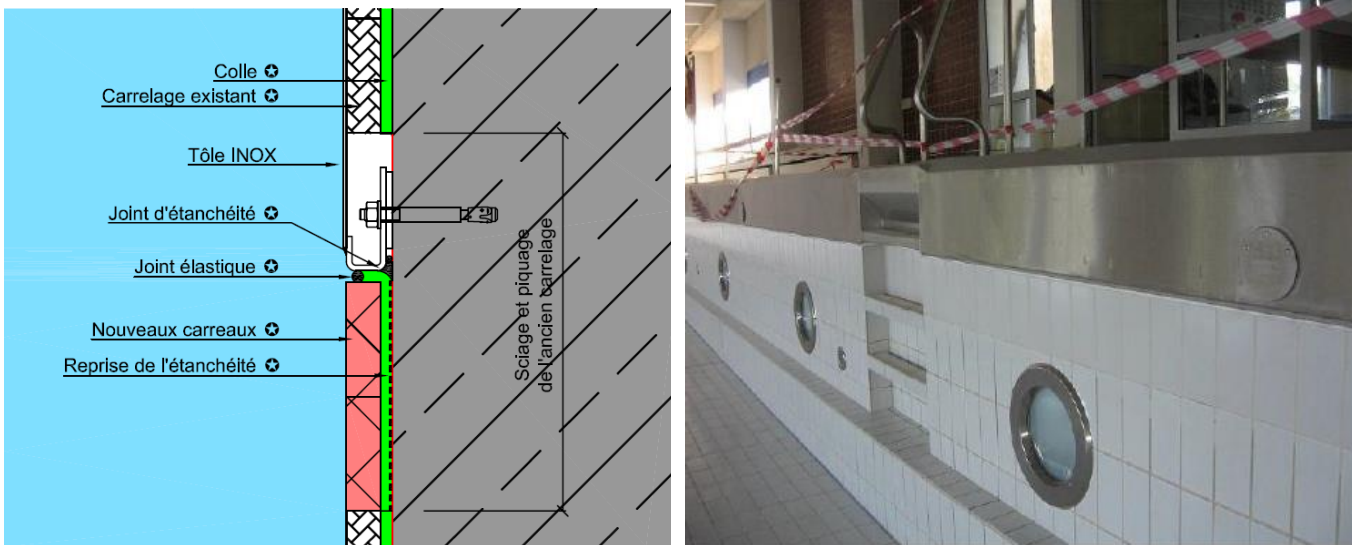 Colle ✪
Carrelage existant ✪
Tôle INOX
Joint d'étanchéité ✪
Joint élastique ✪
Nouveaux carreaux ✪
Reprise de l'étanchéité ✪
Sciage et piquage
de l'ancien carrelage